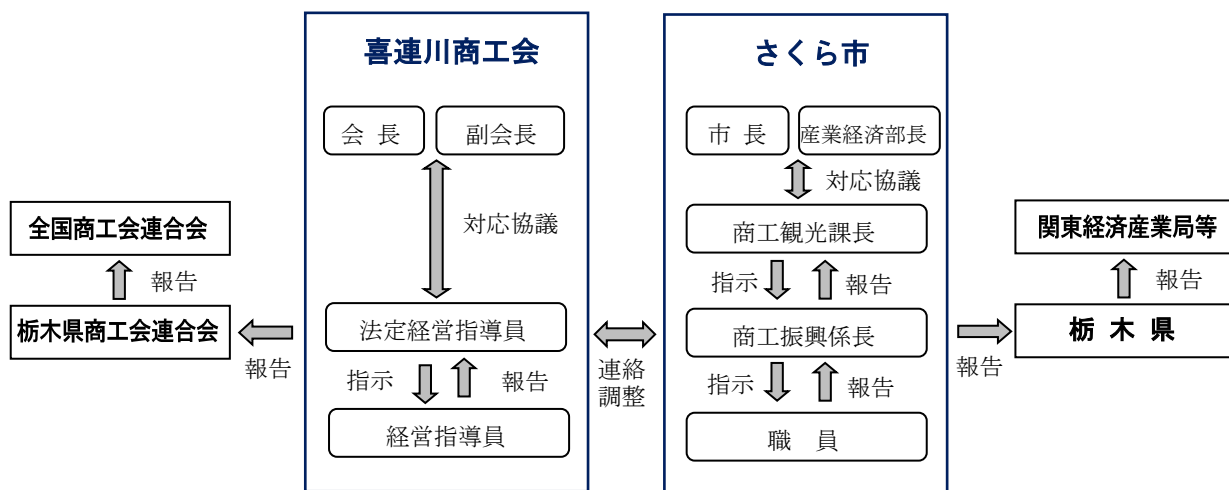 喜連川商工会
さくら市
会 長
副会長
市 長
産業経済部長
対応協議
対応協議
全国商工会連合会
商工観光課長
関東経済産業局等
報告
指示
報告
報告
栃木県商工会連合会
法定経営指導員
商工振興係長
栃 木 県
報告
指示
報告
連絡
調整
指示
報告
報告
経営指導員
職 員